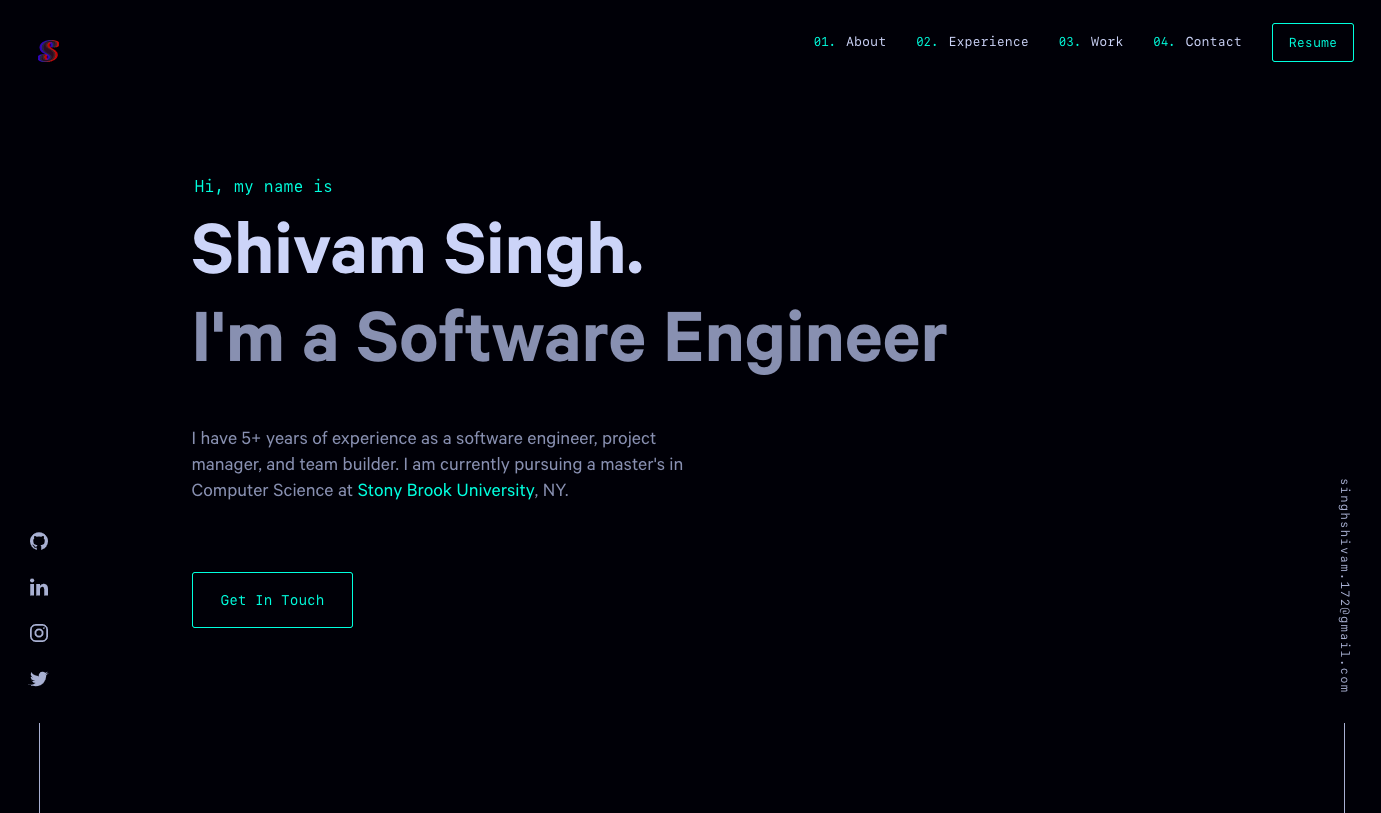 S
01. About 02. Experience 03. Work 04. Contact Resume
Hi, my name is
Shivam Singh.
I'm a Software Engineer
I have 5+ years of experience as a software engineer, project
manager, and team builder. I am currently pursuing a master's in
Computer Science at Stony Brook University, NY.
Get In Touch
singhshivam.172@gmail.com